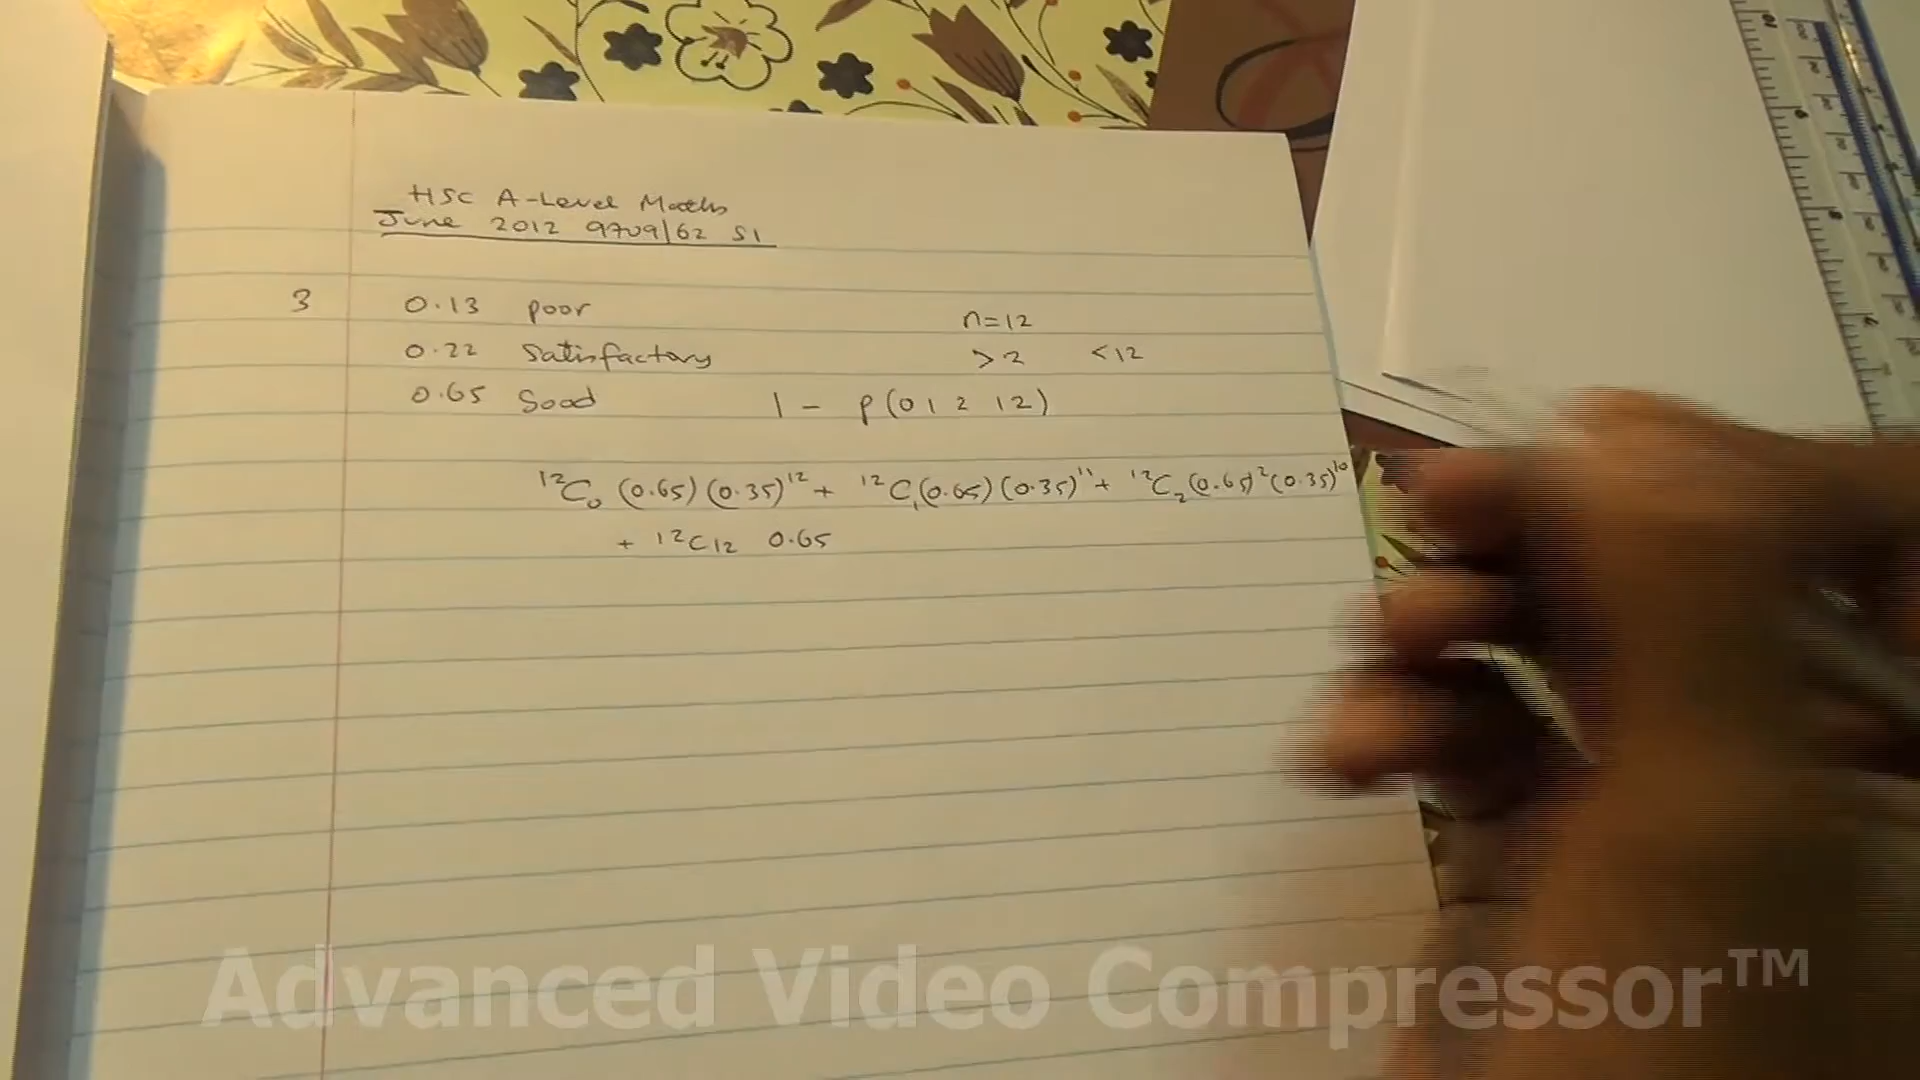 HSC A-Level Maths
June 2012 9709/62 S1
3 0.13 poor n=12
0.22 Satisfactory >2 <12
0.65 Good 1 - P(0 1 2 12)
¹²C₀ (0.65)(0.35)¹² + ¹²C₁(0.65)(0.35)¹¹ + ¹²C₂(0.65)²(0.35)¹⁰
+ ¹²C12 0.65
Advanced Video Compressor™